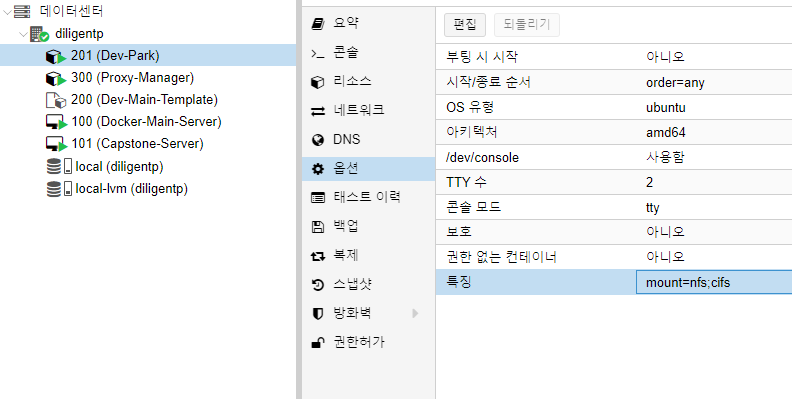 데이터센터
diligentp
201 (Dev-Park)
300 (Proxy-Manager)
200 (Dev-Main-Template)
100 (Docker-Main-Server)
101 (Capstone-Server)
local (diligentp)
local-lvm (diligentp)
요약
콘솔
리소스
네트워크
DNS
옵션
태스트 이력
백업
복제
스냅샷
방화벽
권한허가
편집 되돌리기
부팅 시 시작 아니오
시작/종료 순서 order=any
OS 유형 ubuntu
아키텍처 amd64
/dev/console 사용함
TTY 수 2
콘솔 모드 tty
보호 아니오
권한 없는 컨테이너 아니오
특징 mount=nfs;cifs